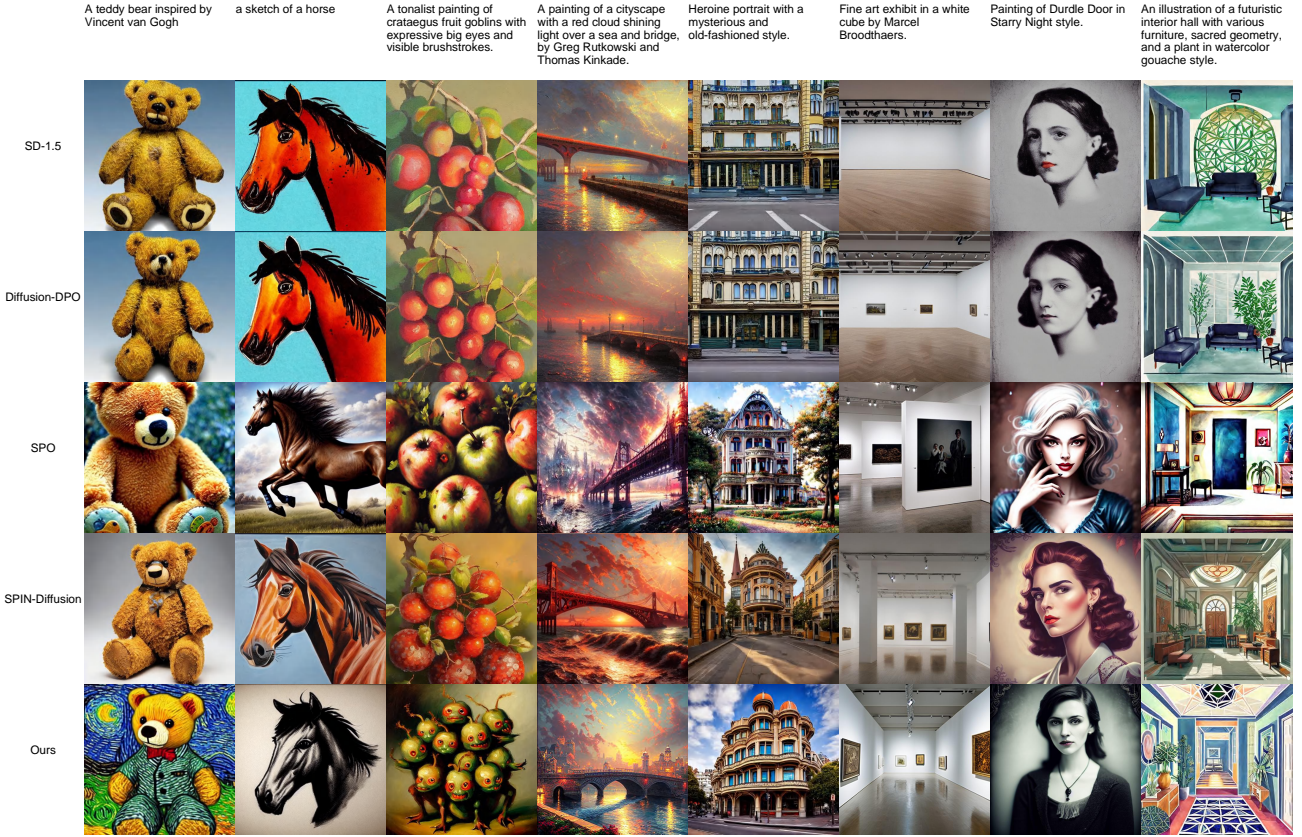 A teddy bear inspired by
Vincent van Gogh
a sketch of a horse
A tonalist painting of
crataegus fruit goblins with
expressive big eyes and
visible brushstrokes.
A painting of a cityscape
with a red cloud shining
light over a sea and bridge,
by Greg Rutkowski and
Thomas Kinkade.
Heroine portrait with a
mysterious and
old-fashioned style.
Fine art exhibit in a white
cube by Marcel
Broodthaers.
Painting of Durdle Door in
Starry Night style.
An illustration of a futuristic
interior hall with various
furniture, sacred geometry,
and a plant in watercolor
gouache style.
SD-1.5
Diffusion-DPO
SPO
SPIN-Diffusion
Ours